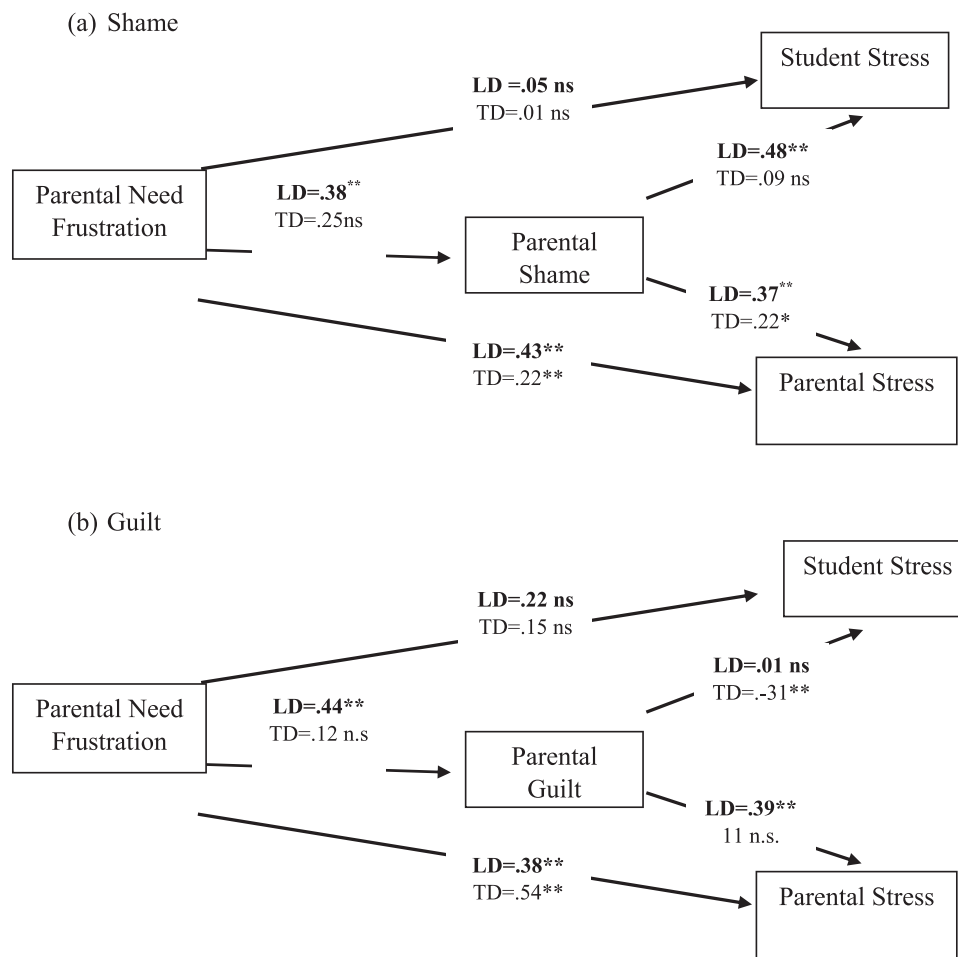 (a) Shame
Student Stress
LD =.05 ns
TD=.01 ns
LD=.48**
TD=.09 ns
Parental Need
Frustration
LD=.38**
TD=.25ns
Parental
Shame
LD=.37**
TD=.22*
LD=.43**
TD=.22**
Parental Stress
(b) Guilt
Student Stress
LD=.22 ns
TD=.15 ns
LD=.01 ns
TD=.-31**
Parental Need
Frustration
LD=.44**
TD=.12 n.s
Parental
Guilt
LD=.39**
11 n.s.
LD=.38**
TD=.54**
Parental Stress